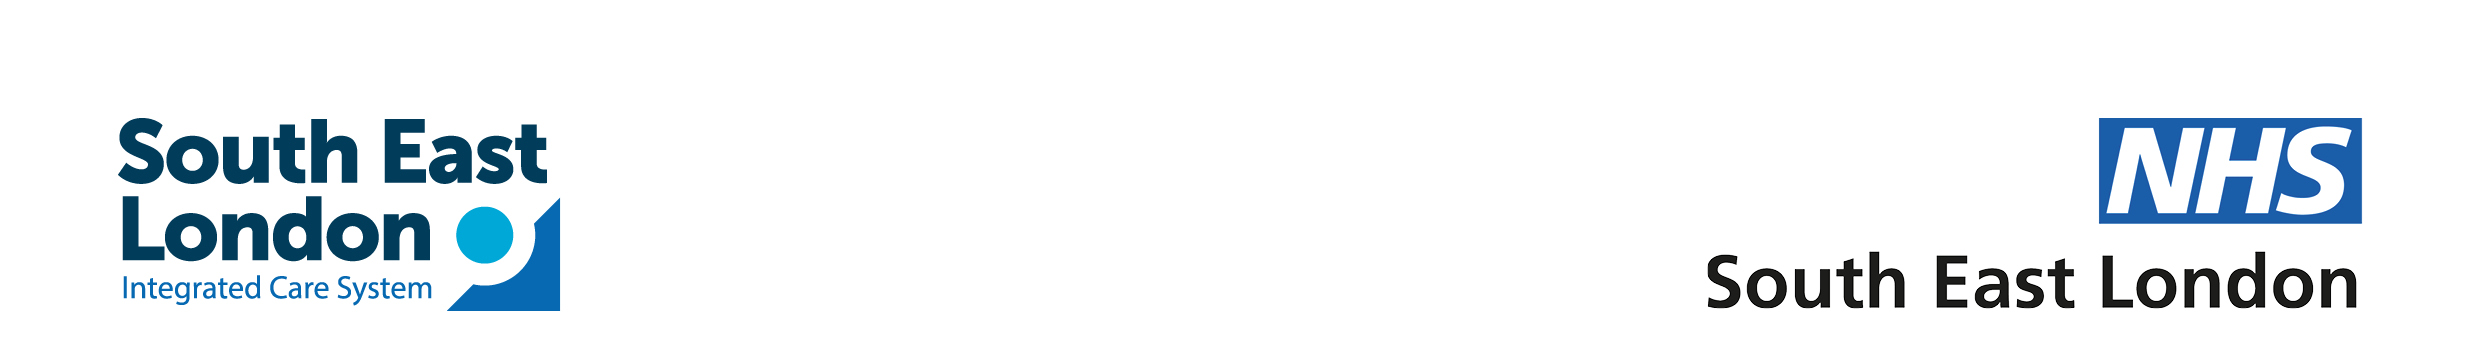 South East
London
Integrated Care System
NHS
South East London